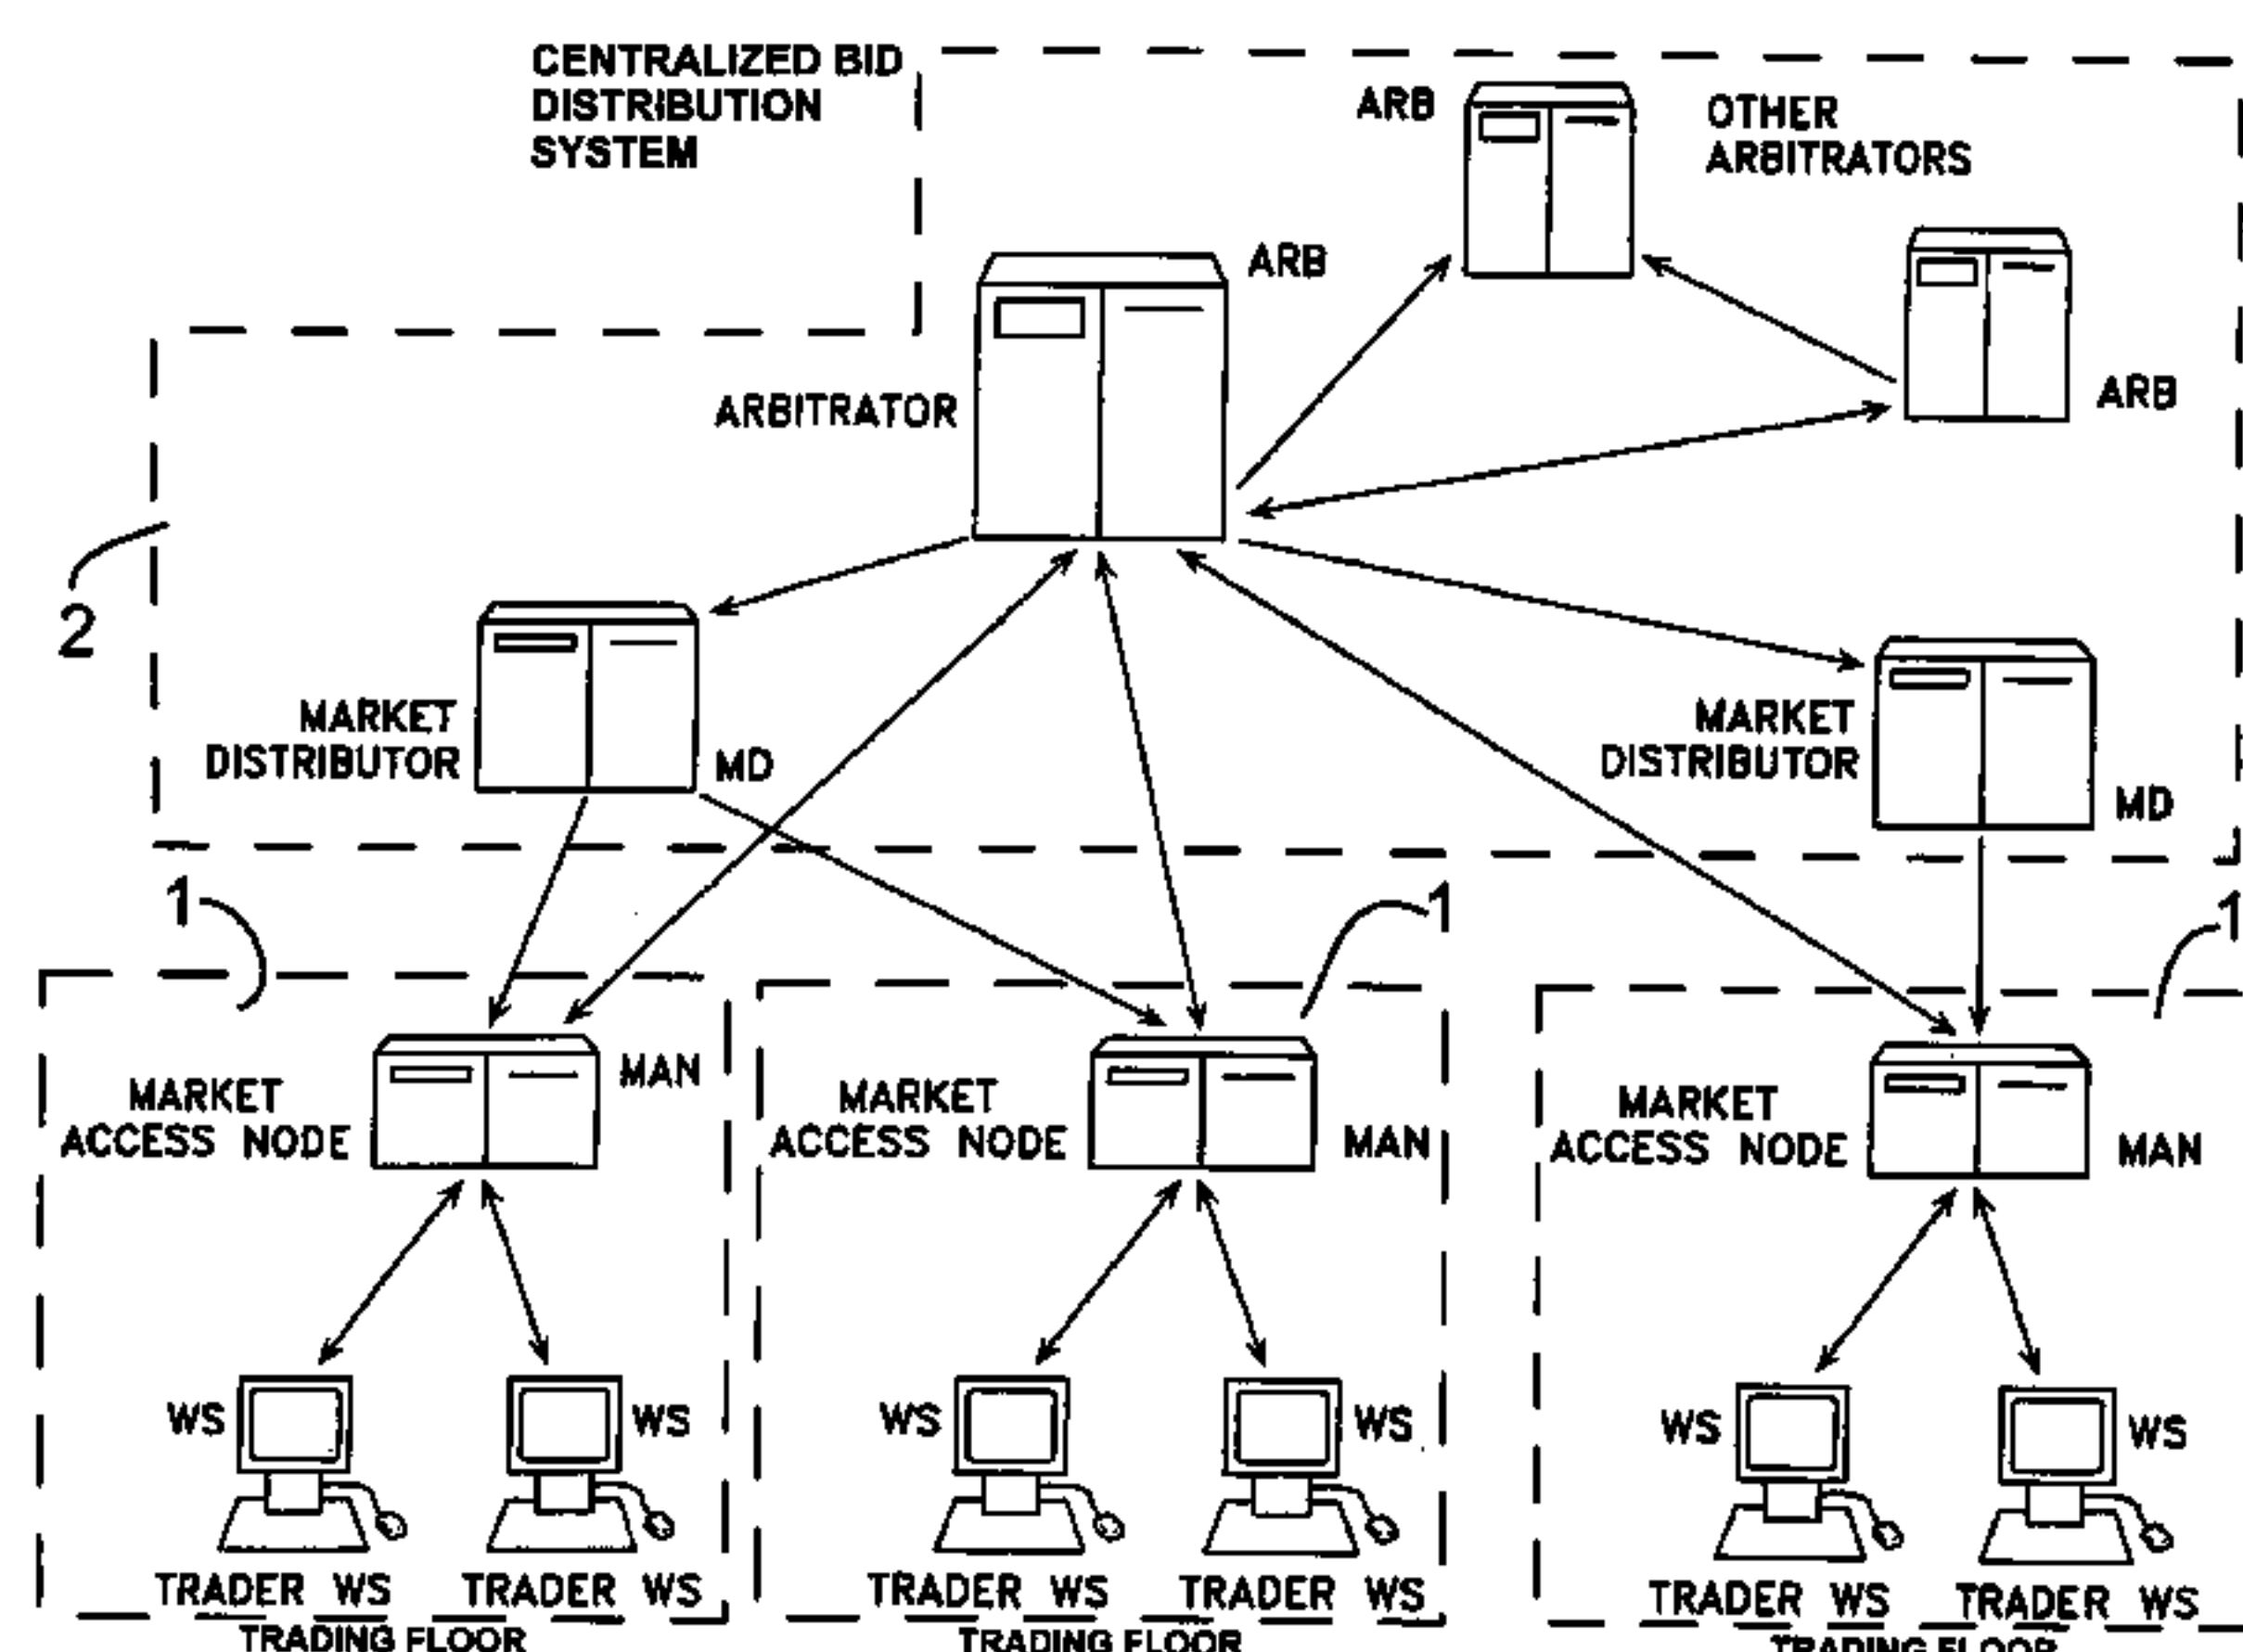 CENTRALIZED BID
DISTRIBUTION
SYSTEM
ARB
OTHER
ARBITRATORS
ARB
ARBITRATOR
ARB
2
MARKET
DISTRIBUTOR
MD
MARKET
DISTRIBUTOR
MD
1
1
1
MARKET
ACCESS NODE
MAN
MARKET
ACCESS NODE
MAN
MARKET
ACCESS NODE
MAN
WS
WS
WS
WS
WS
WS
TRADER WS
TRADER WS
TRADER WS
TRADER WS
TRADER WS
TRADER WS
TRADING FLOOR
TRADING FLOOR
TRADING FLOOR